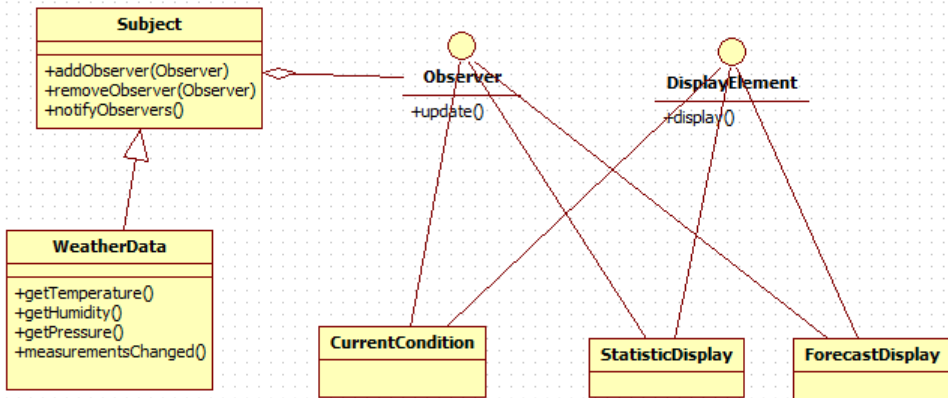 Subject
+addObserver(Observer)
+removeObserver(Observer)
+notifyObservers()
Observer
+update()
DisplayElement
+display()
WeatherData
+getTemperature()
+getHumidity()
+getPressure()
+measurementsChanged()
CurrentCondition
StatisticDisplay
ForecastDisplay